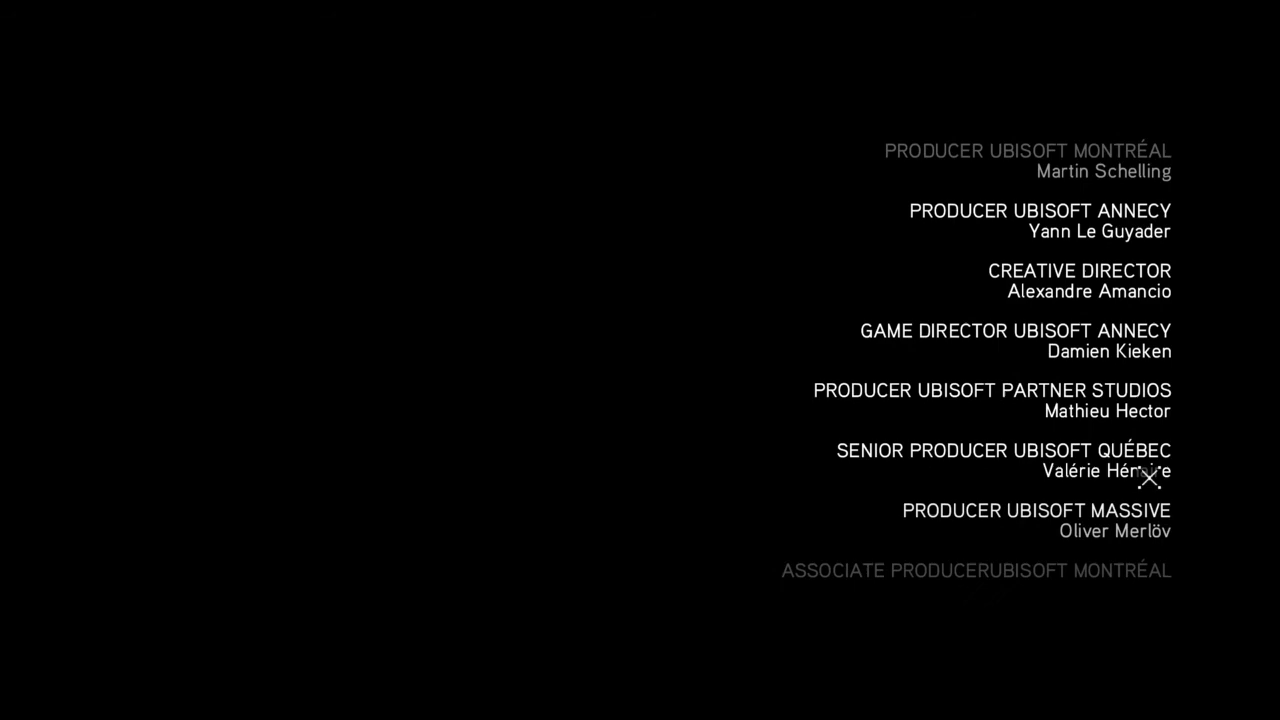 PRODUCER UBISOFT MONTRÉAL
Martin Schelling
PRODUCER UBISOFT ANNECY
Yann Le Guyader
CREATIVE DIRECTOR
Alexandre Amancio
GAME DIRECTOR UBISOFT ANNECY
Damien Kieken
PRODUCER UBISOFT PARTNER STUDIOS
Mathieu Hector
SENIOR PRODUCER UBISOFT QUÉBEC
Valérie
PRODUCER UBISOFT MASSIVE
Oliver Merlöv
ASSOCIATE PRODUCERUBISOFT MONTRÉAL